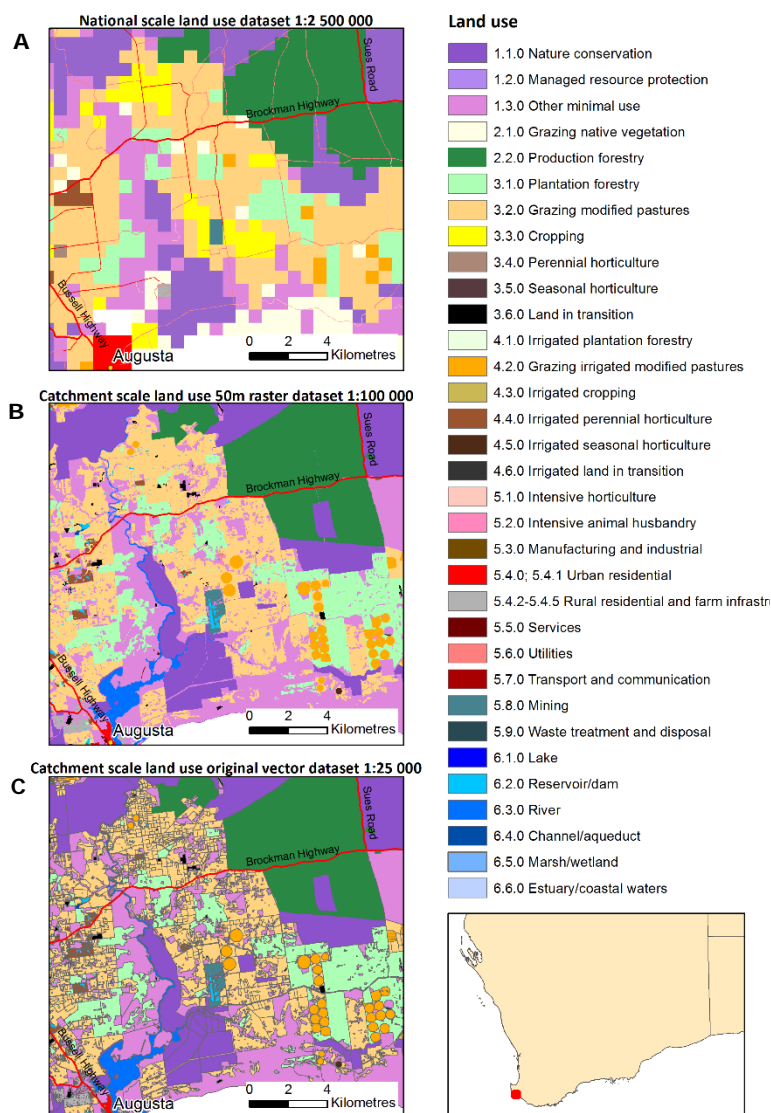 National scale land use dataset 1:2 500 000
A
Sues Road
Brockman Highway
Bussell Highway
Augusta
0 2 4
Kilometres
Catchment scale land use 50m raster dataset 1:100 000
B
Sues Road
Brockman Highway
Bussell Highway
Augusta
0 2 4
Kilometres
Catchment scale land use original vector dataset 1:25 000
C
Sues Road
Brockman Highway
Bussell Highway
Augusta
0 2 4
Kilometres
Land use
1.1.0 Nature conservation
1.2.0 Managed resource protection
1.3.0 Other minimal use
2.1.0 Grazing native vegetation
2.2.0 Production forestry
3.1.0 Plantation forestry
3.2.0 Grazing modified pastures
3.3.0 Cropping
3.4.0 Perennial horticulture
3.5.0 Seasonal horticulture
3.6.0 Land in transition
4.1.0 Irrigated plantation forestry
4.2.0 Grazing irrigated modified pastures
4.3.0 Irrigated cropping
4.4.0 Irrigated perennial horticulture
4.5.0 Irrigated seasonal horticulture
4.6.0 Irrigated land in transition
5.1.0 Intensive horticulture
5.2.0 Intensive animal husbandry
5.3.0 Manufacturing and industrial
5.4.0; 5.4.1 Urban residential
5.4.2-5.4.5 Rural residential and farm infrastru
5.5.0 Services
5.6.0 Utilities
5.7.0 Transport and communication
5.8.0 Mining
5.9.0 Waste treatment and disposal
6.1.0 Lake
6.2.0 Reservoir/dam
6.3.0 River
6.4.0 Channel/aqueduct
6.5.0 Marsh/wetland
6.6.0 Estuary/coastal waters